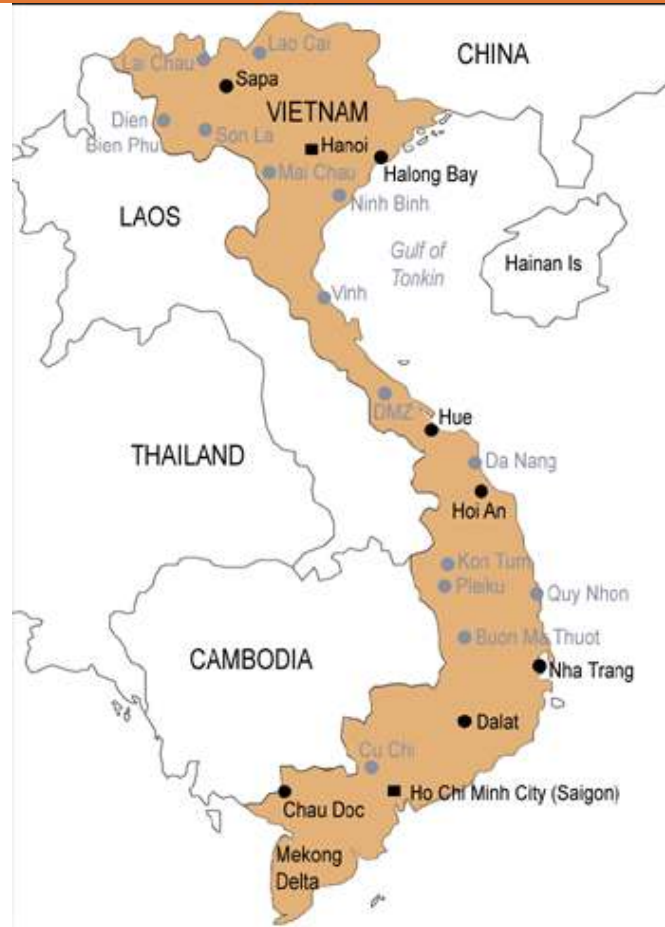 Lao Cai
CHINA
Lai Chau
Sapa
VIETNAM
Dien
Bien Phu
Son La
Hanoi
Halong Bay
Mai Chau
Ninh Binh
LAOS
Gulf of
Tonkin
Hainan Is
Vinh
DMZ
Hue
THAILAND
Da Nang
Hoi An
Kon Tum
Pleiku
Quy Nhon
Buon Ma Thuot
CAMBODIA
Nha Trang
Dalat
Cu Chi
Ho Chi Minh City (Saigon)
Chau Doc
Mekong
Delta